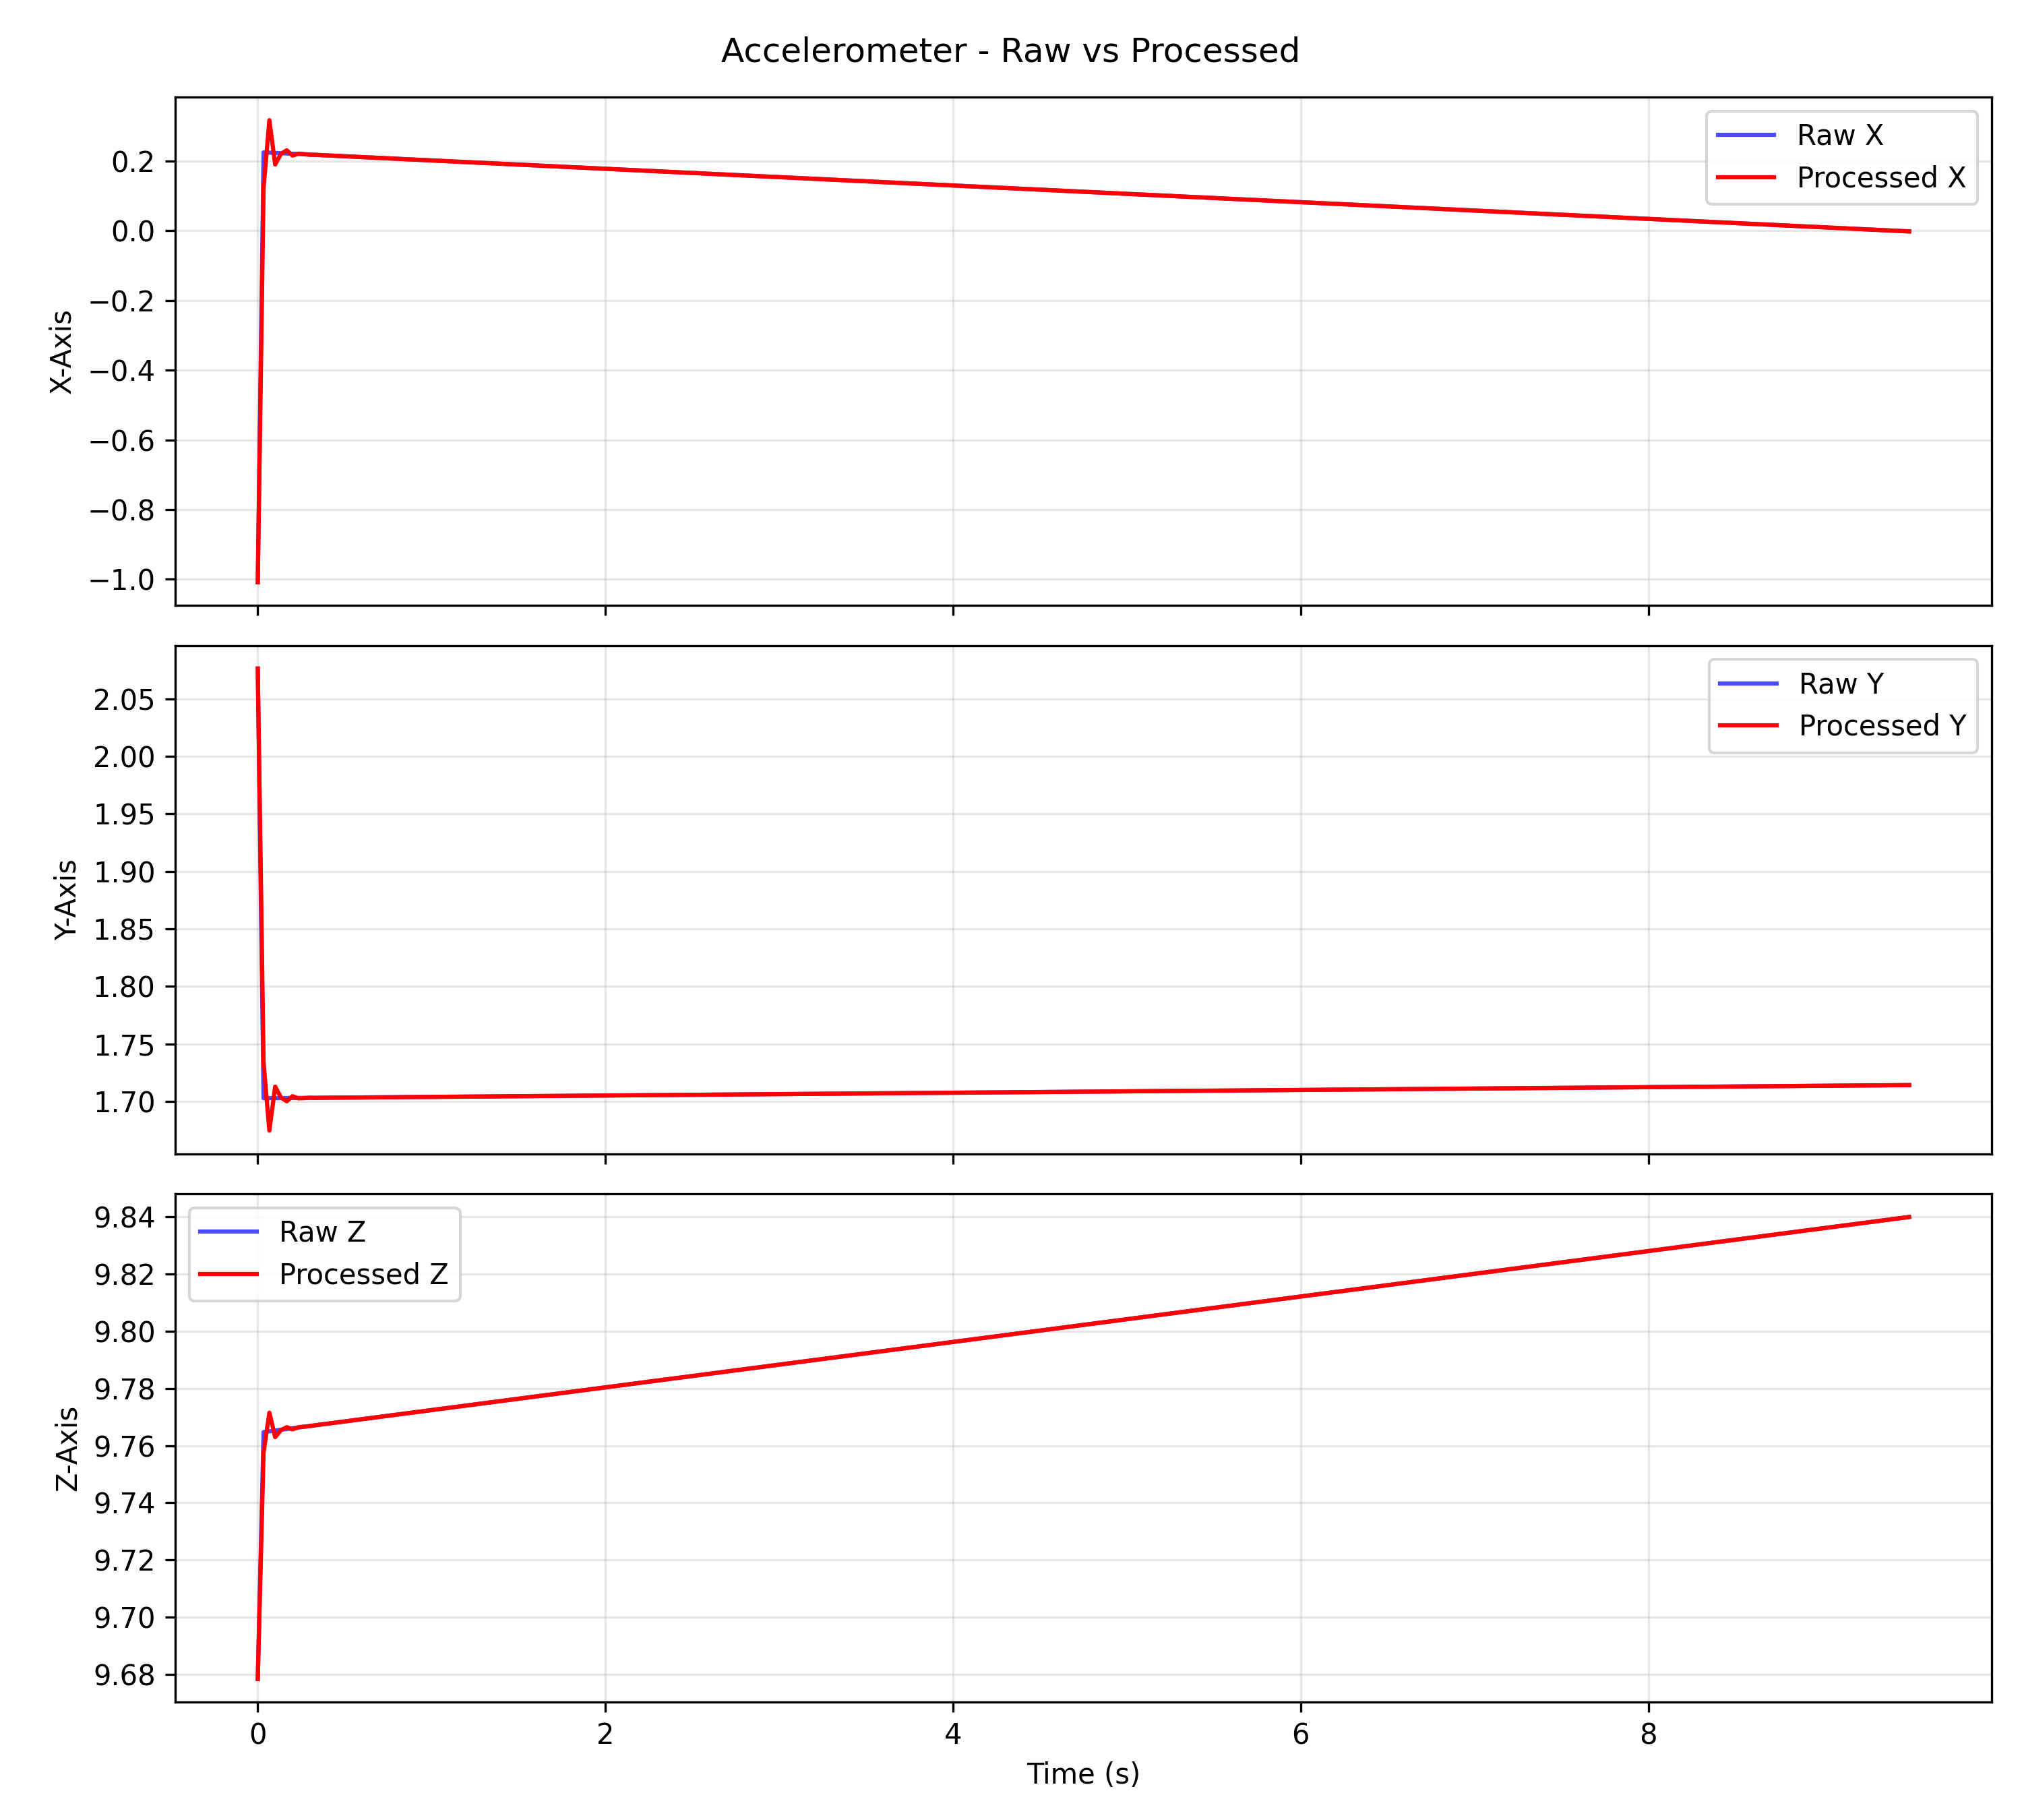 Accelerometer - Raw vs Processed
Raw X
Processed X
0.2
0.0
−0.2
−0.4
−0.6
−0.8
−1.0
X-Axis
Raw Y
Processed Y
2.05
2.00
1.95
1.90
1.85
1.80
1.75
1.70
Y-Axis
Raw Z
Processed Z
9.84
9.82
9.80
9.78
9.76
9.74
9.72
9.70
9.68
Z-Axis
0 2 4 6 8
Time (s)